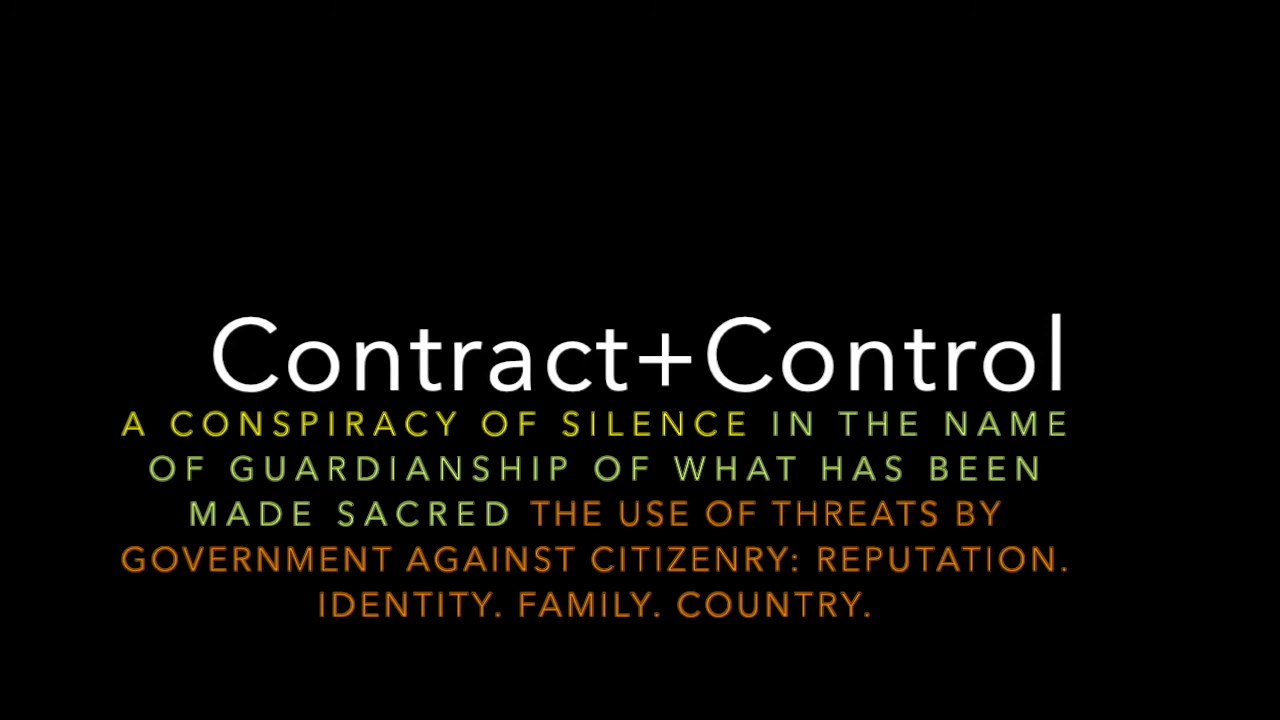 Contract+Control
A CONSPIRACY OF SILENCE IN THE NAME
OF GUARDIANSHIP OF WHAT HAS BEEN
MADE SACRED THE USE OF THREATS BY
GOVERNMENT AGAINST CITIZENRY: REPUTATION.
IDENTITY. FAMILY. COUNTRY.